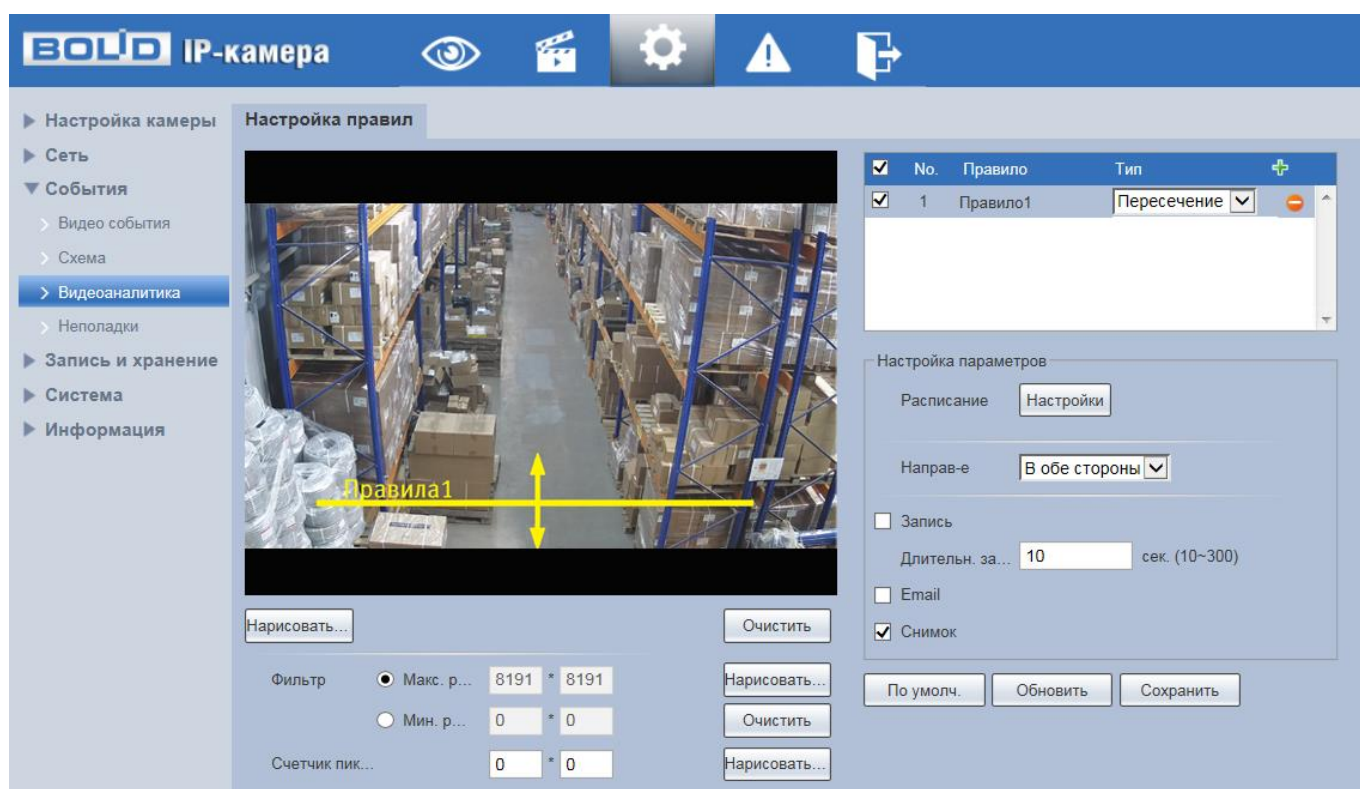 BOLID IP-камера
Настройка камеры
Сеть
События
Видео события
Схема
Видеоаналитика
Неполадки
Запись и хранение
Система
Информация
Настройка правил
Правила1
Нарисовать...
Очистить
Фильтр Макс. р... 8191 * 8191 Нарисовать...
Мин. р... 0 * 0 Очистить
Счетчик пик... 0 * 0 Нарисовать...
No. Правило Тип
1 Правило1 Пересечение
Настройка параметров
Расписание Настройки
Направ-е В обе стороны
Запись
Длительн. за... 10 сек. (10~300)
Email
Снимок
По умолч. Обновить Сохранить